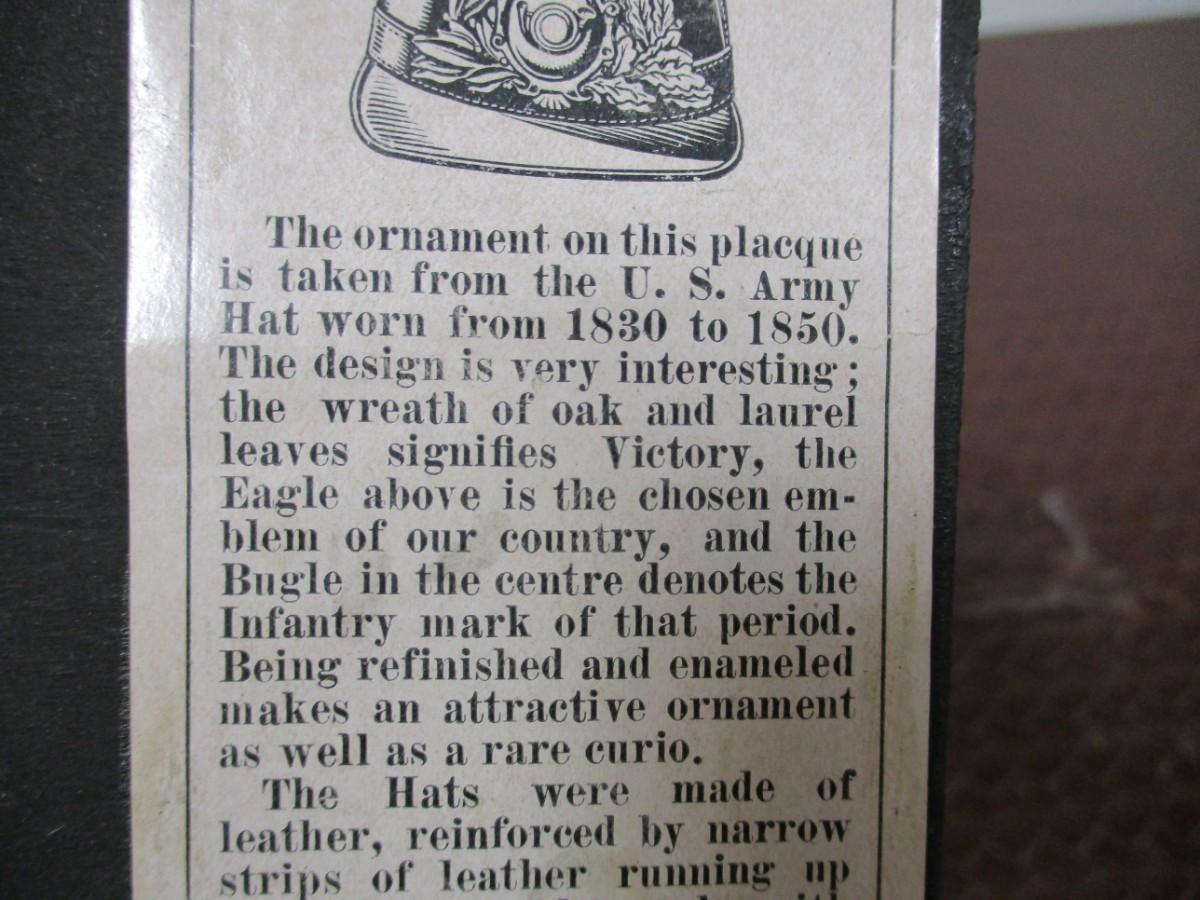 The ornament on this placque
is taken from the U. S. Army
Hat worn from 1830 to 1850.
The design is very interesting;
the wreath of oak and laurel
leaves signifies Victory, the
Eagle above is the chosen em-
blem of our country, and the
Bugle in the centre denotes the
Infantry mark of that period.
Being refinished and enameled
makes an attractive ornament
as well as a rare curio.
The Hats were made of
leather, reinforced by narrow
strips of leather running up